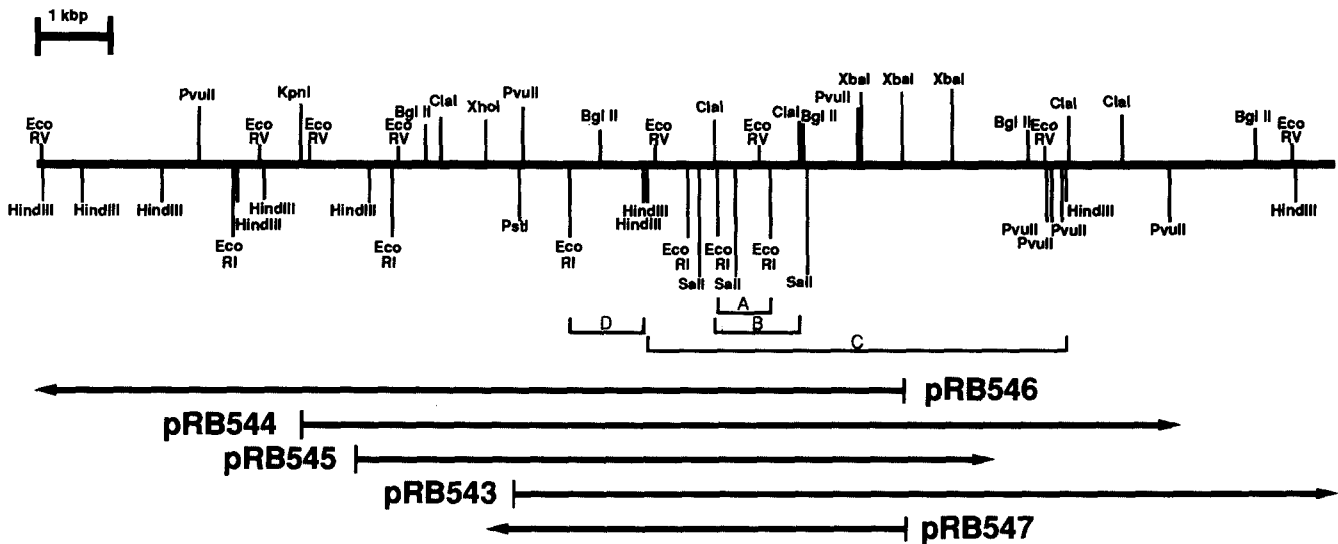 1 kbp
PvuII
KpnI
PvuII
XbaI XbaI XbaI
Eco RV
Eco RV
Eco RV
Eco RV
Bgl II
ClaI
XhoI
Bgl II
Eco RV
ClaI
Eco RV
ClaI
Bgl II
PvuII
Bgl II
Eco RV
ClaI
ClaI
Bgl II
Eco RV
HindIII
HindIII
HindIII
Eco RI
HindIII
HindIII
HindIII
Eco RI
PstI
Eco RI
HindIII
HindIII
Eco RI
SalI
Eco RI
SalI
Eco RI
SalI
PvuII
PvuII
PvuII
HindIII
PvuII
HindIII
A
D
B
C
pRB546
pRB544
pRB545
pRB543
pRB547